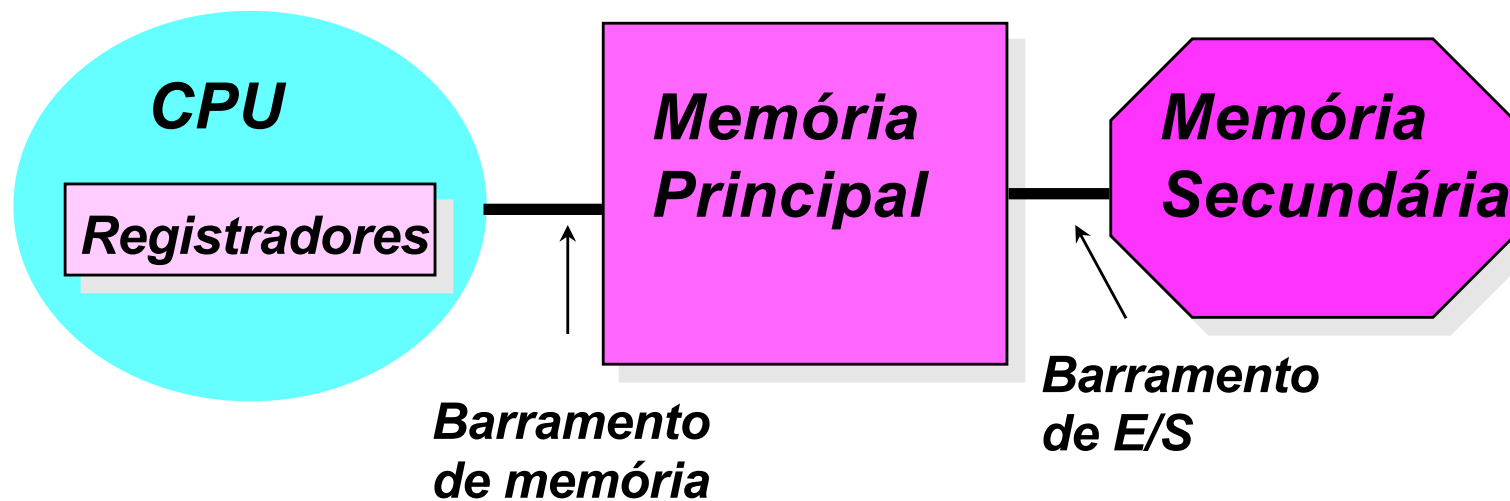 CPU
Registradores
Memória
Principal
Memória
Secundária
Barramento
de memória
Barramento
de E/S